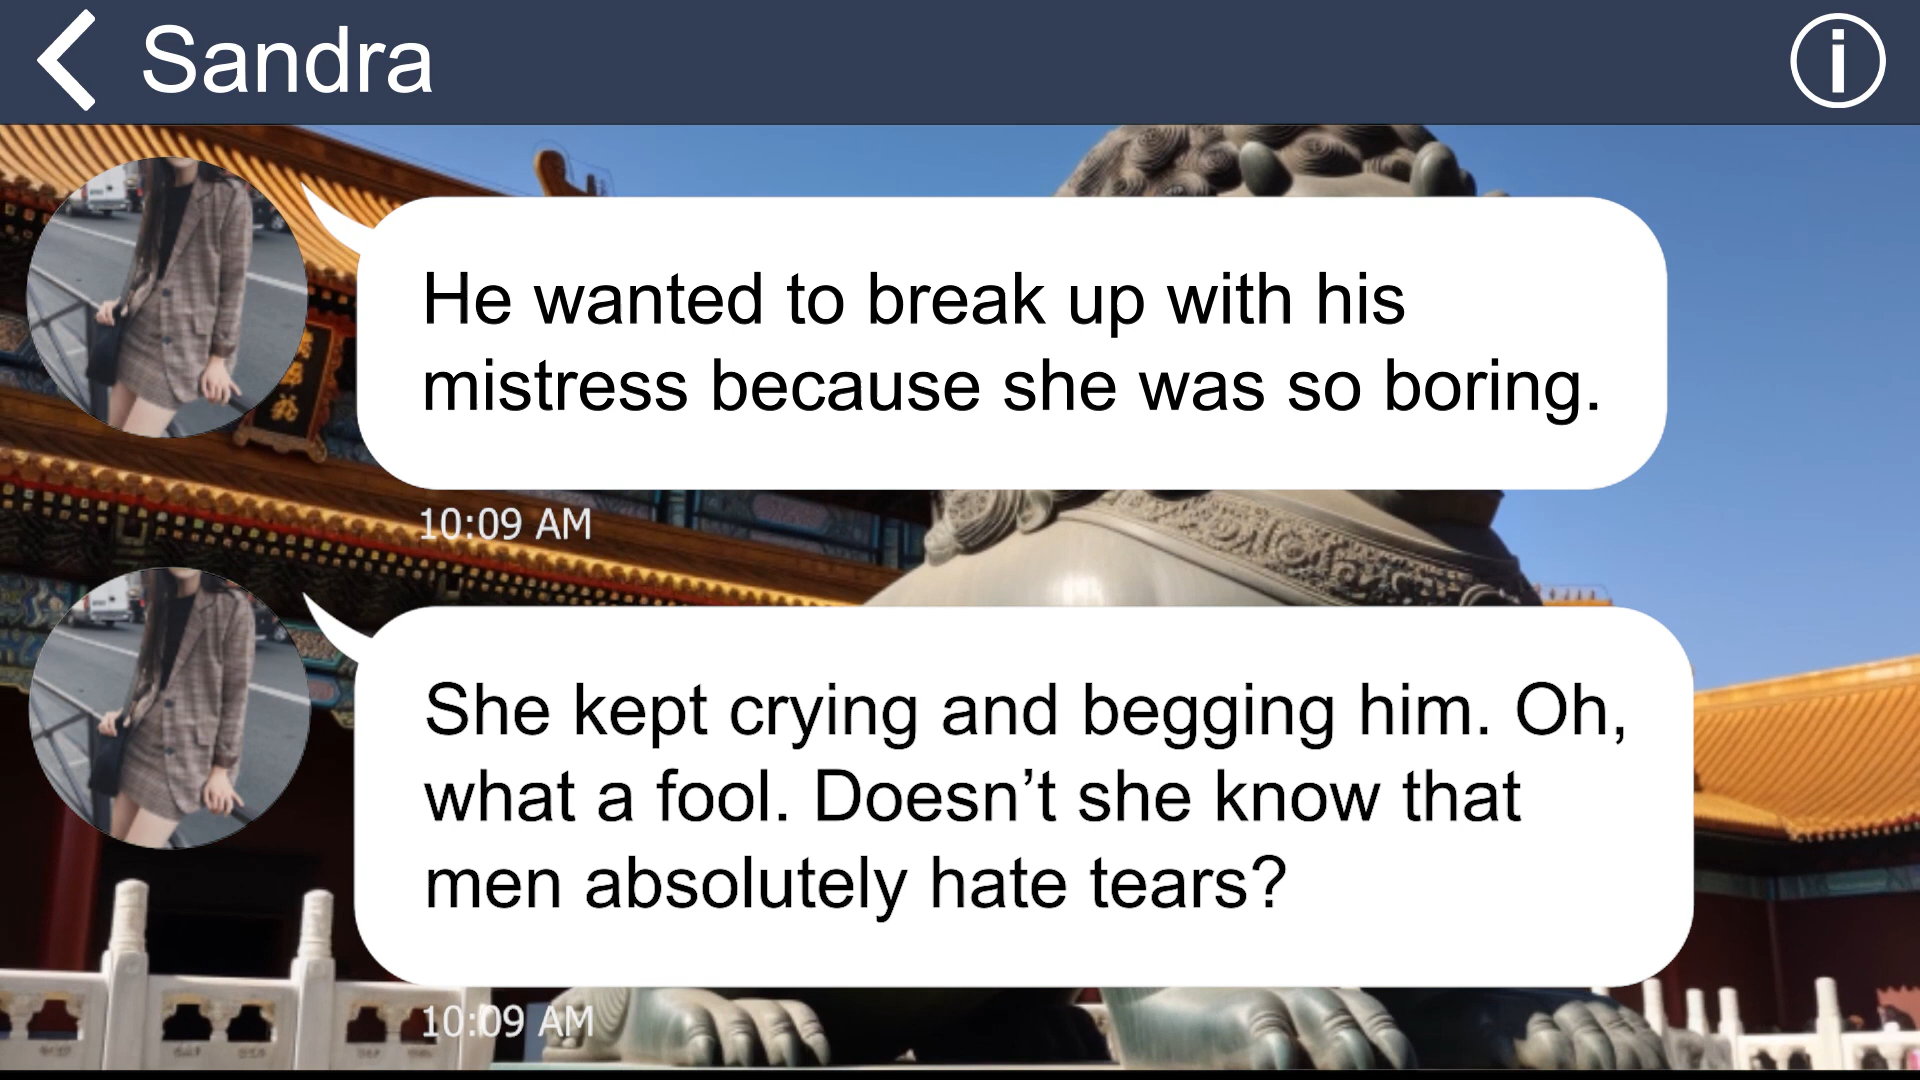 Sandra
He wanted to break up with his
mistress because she was so boring.
10:09 AM
She kept crying and begging him. Oh,
what a fool. Doesn’t she know that
men absolutely hate tears?
10:09 AM